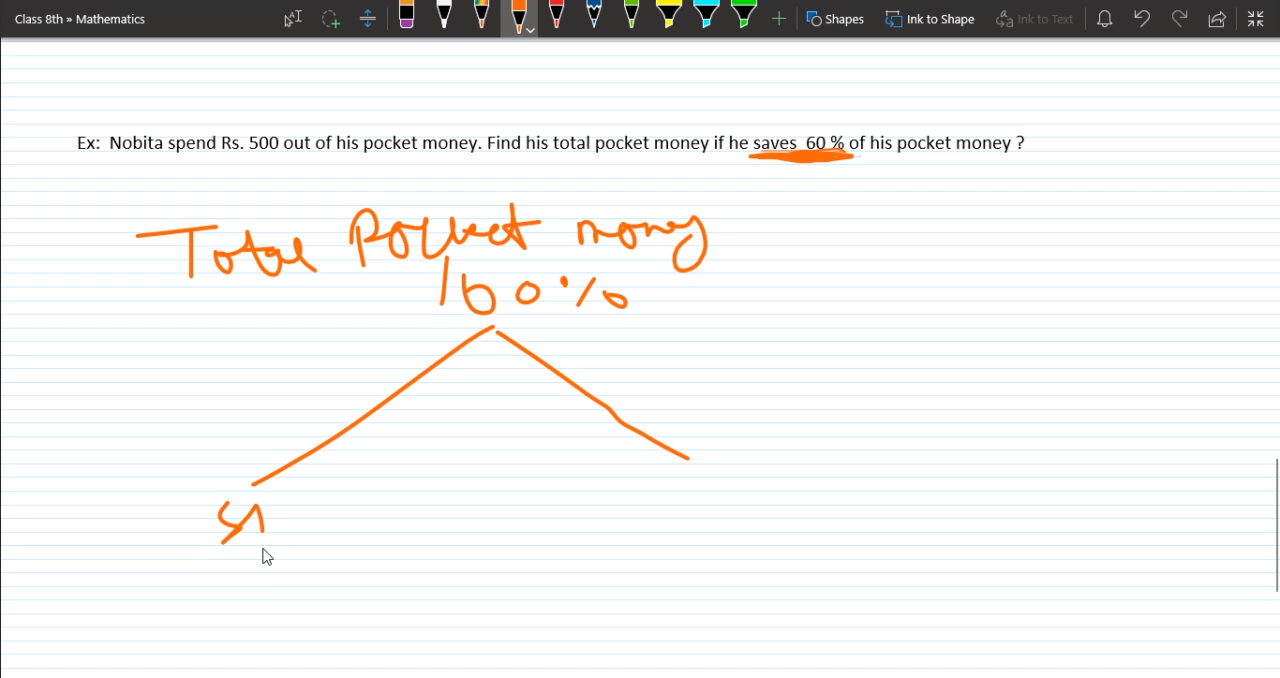 Class 8th » Mathematics
Shapes
Ink to Shape
Ink to Text
Ex: Nobita spend Rs. 500 out of his pocket money. Find his total pocket money if he saves 60 % of his pocket money ?
Total Pocket money
100%